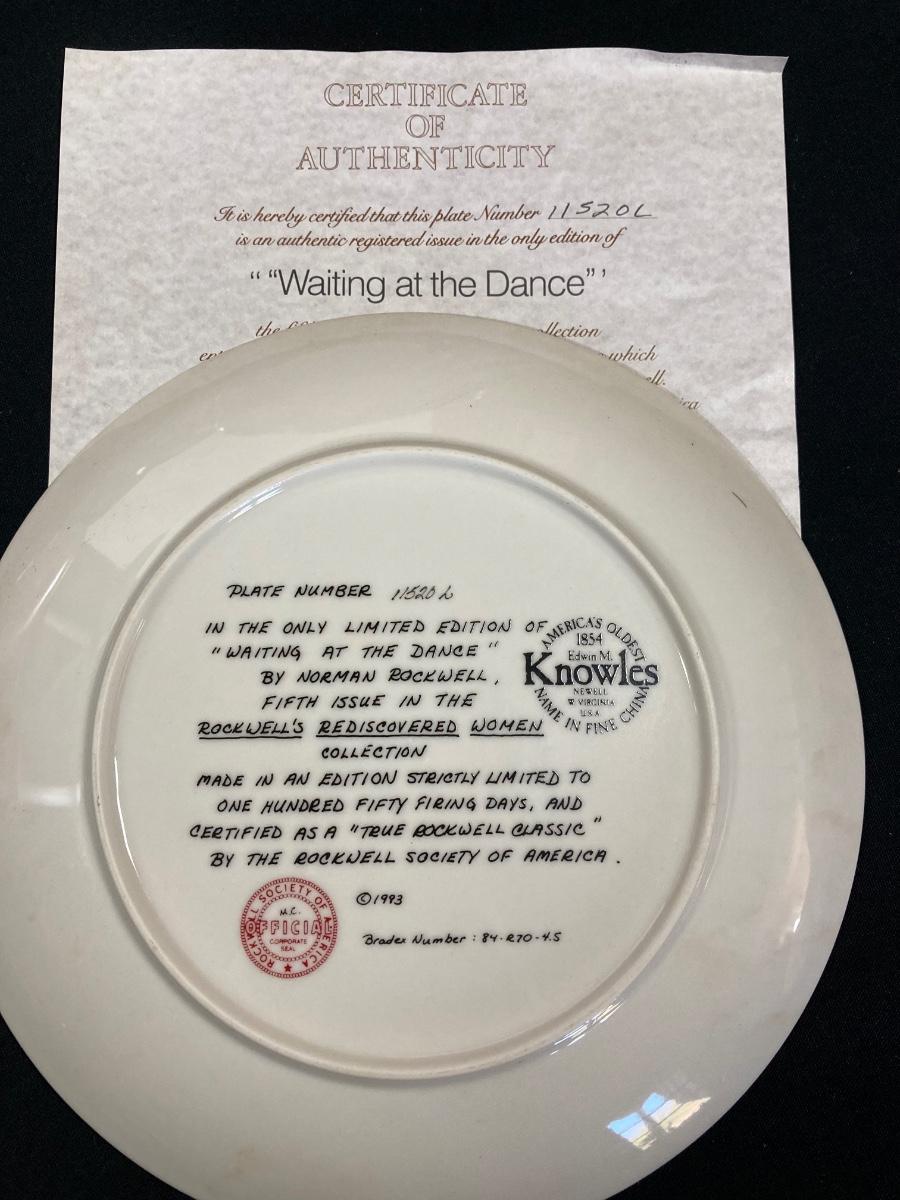 CERTIFICATE
OF
AUTHENTICITY
It is hereby certified that this plate Number 11520L
is an authentic registered issue in the only edition of
“ “Waiting at the Dance” ’
the collection
which
PLATE NUMBER 11520L
IN THE ONLY LIMITED EDITION OF
"WAITING AT THE DANCE"
BY NORMAN ROCKWELL,
FIFTH ISSUE IN THE
ROCKWELL'S REDISCOVERED WOMEN
COLLECTION
MADE IN AN EDITION STRICTLY LIMITED TO
ONE HUNDRED FIFTY FIRING DAYS, AND
CERTIFIED AS A "TRUE ROCKWELL CLASSIC"
BY THE ROCKWELL SOCIETY OF AMERICA.
AMERICA'S OLDEST
1854
Edwin M.
Knowles
NEWELL
W VIRGINIA
U.S.A
NAME IN FINE CHINA
©1993
Bradex Number : 84-R70-4.5
ROCKWELL SOCIETY OF AMERICA
M.C.
OFFICIAL
CORPORATE
SEAL